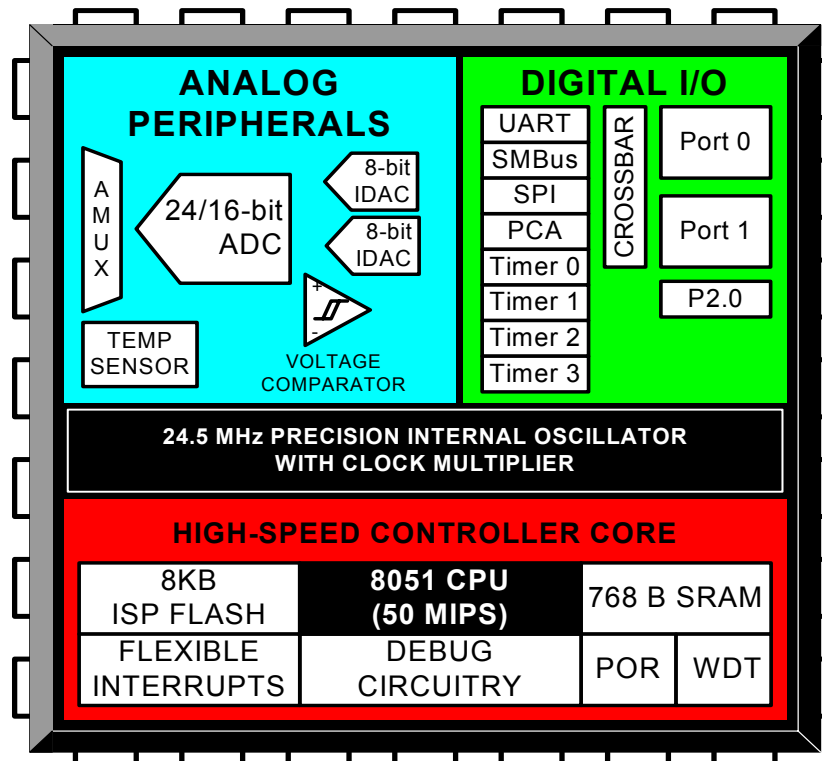 ANALOG
PERIPHERALS
A
M
U
X
24/16-bit
ADC
8-bit
IDAC
8-bit
IDAC
+
-
TEMP
SENSOR
VOLTAGE
COMPARATOR
DIGITAL I/O
UART
SMBus
SPI
PCA
Timer 0
Timer 1
Timer 2
Timer 3
CROSSBAR
Port 0
Port 1
P2.0
24.5 MHz PRECISION INTERNAL OSCILLATOR
WITH CLOCK MULTIPLIER
HIGH-SPEED CONTROLLER CORE
8KB
ISP FLASH
8051 CPU
(50 MIPS)
768 B SRAM
FLEXIBLE
INTERRUPTS
DEBUG
CIRCUITRY
POR
WDT